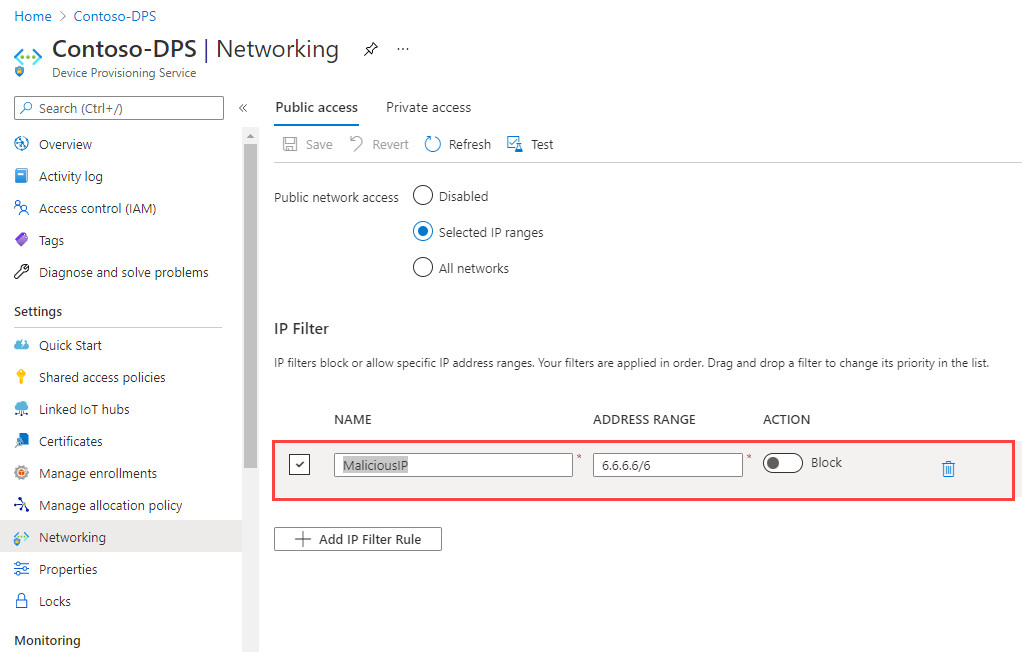 Home > Contoso-DPS
Contoso-DPS | Networking ...
Device Provisioning Service
Search (Ctrl+/)
«
Overview
Activity log
Access control (IAM)
Tags
Diagnose and solve problems
Settings
Quick Start
Shared access policies
Linked IoT hubs
Certificates
Manage enrollments
Manage allocation policy
Networking
Properties
Locks
Monitoring
Public access Private access
Save Revert Refresh Test
Public network access
Disabled
Selected IP ranges
All networks
IP Filter
IP filters block or allow specific IP address ranges. Your filters are applied in order. Drag and drop a filter to change its priority in the list.
NAME ADDRESS RANGE ACTION
MaliciousIP * 6.6.6.6/6 * Block
Add IP Filter Rule